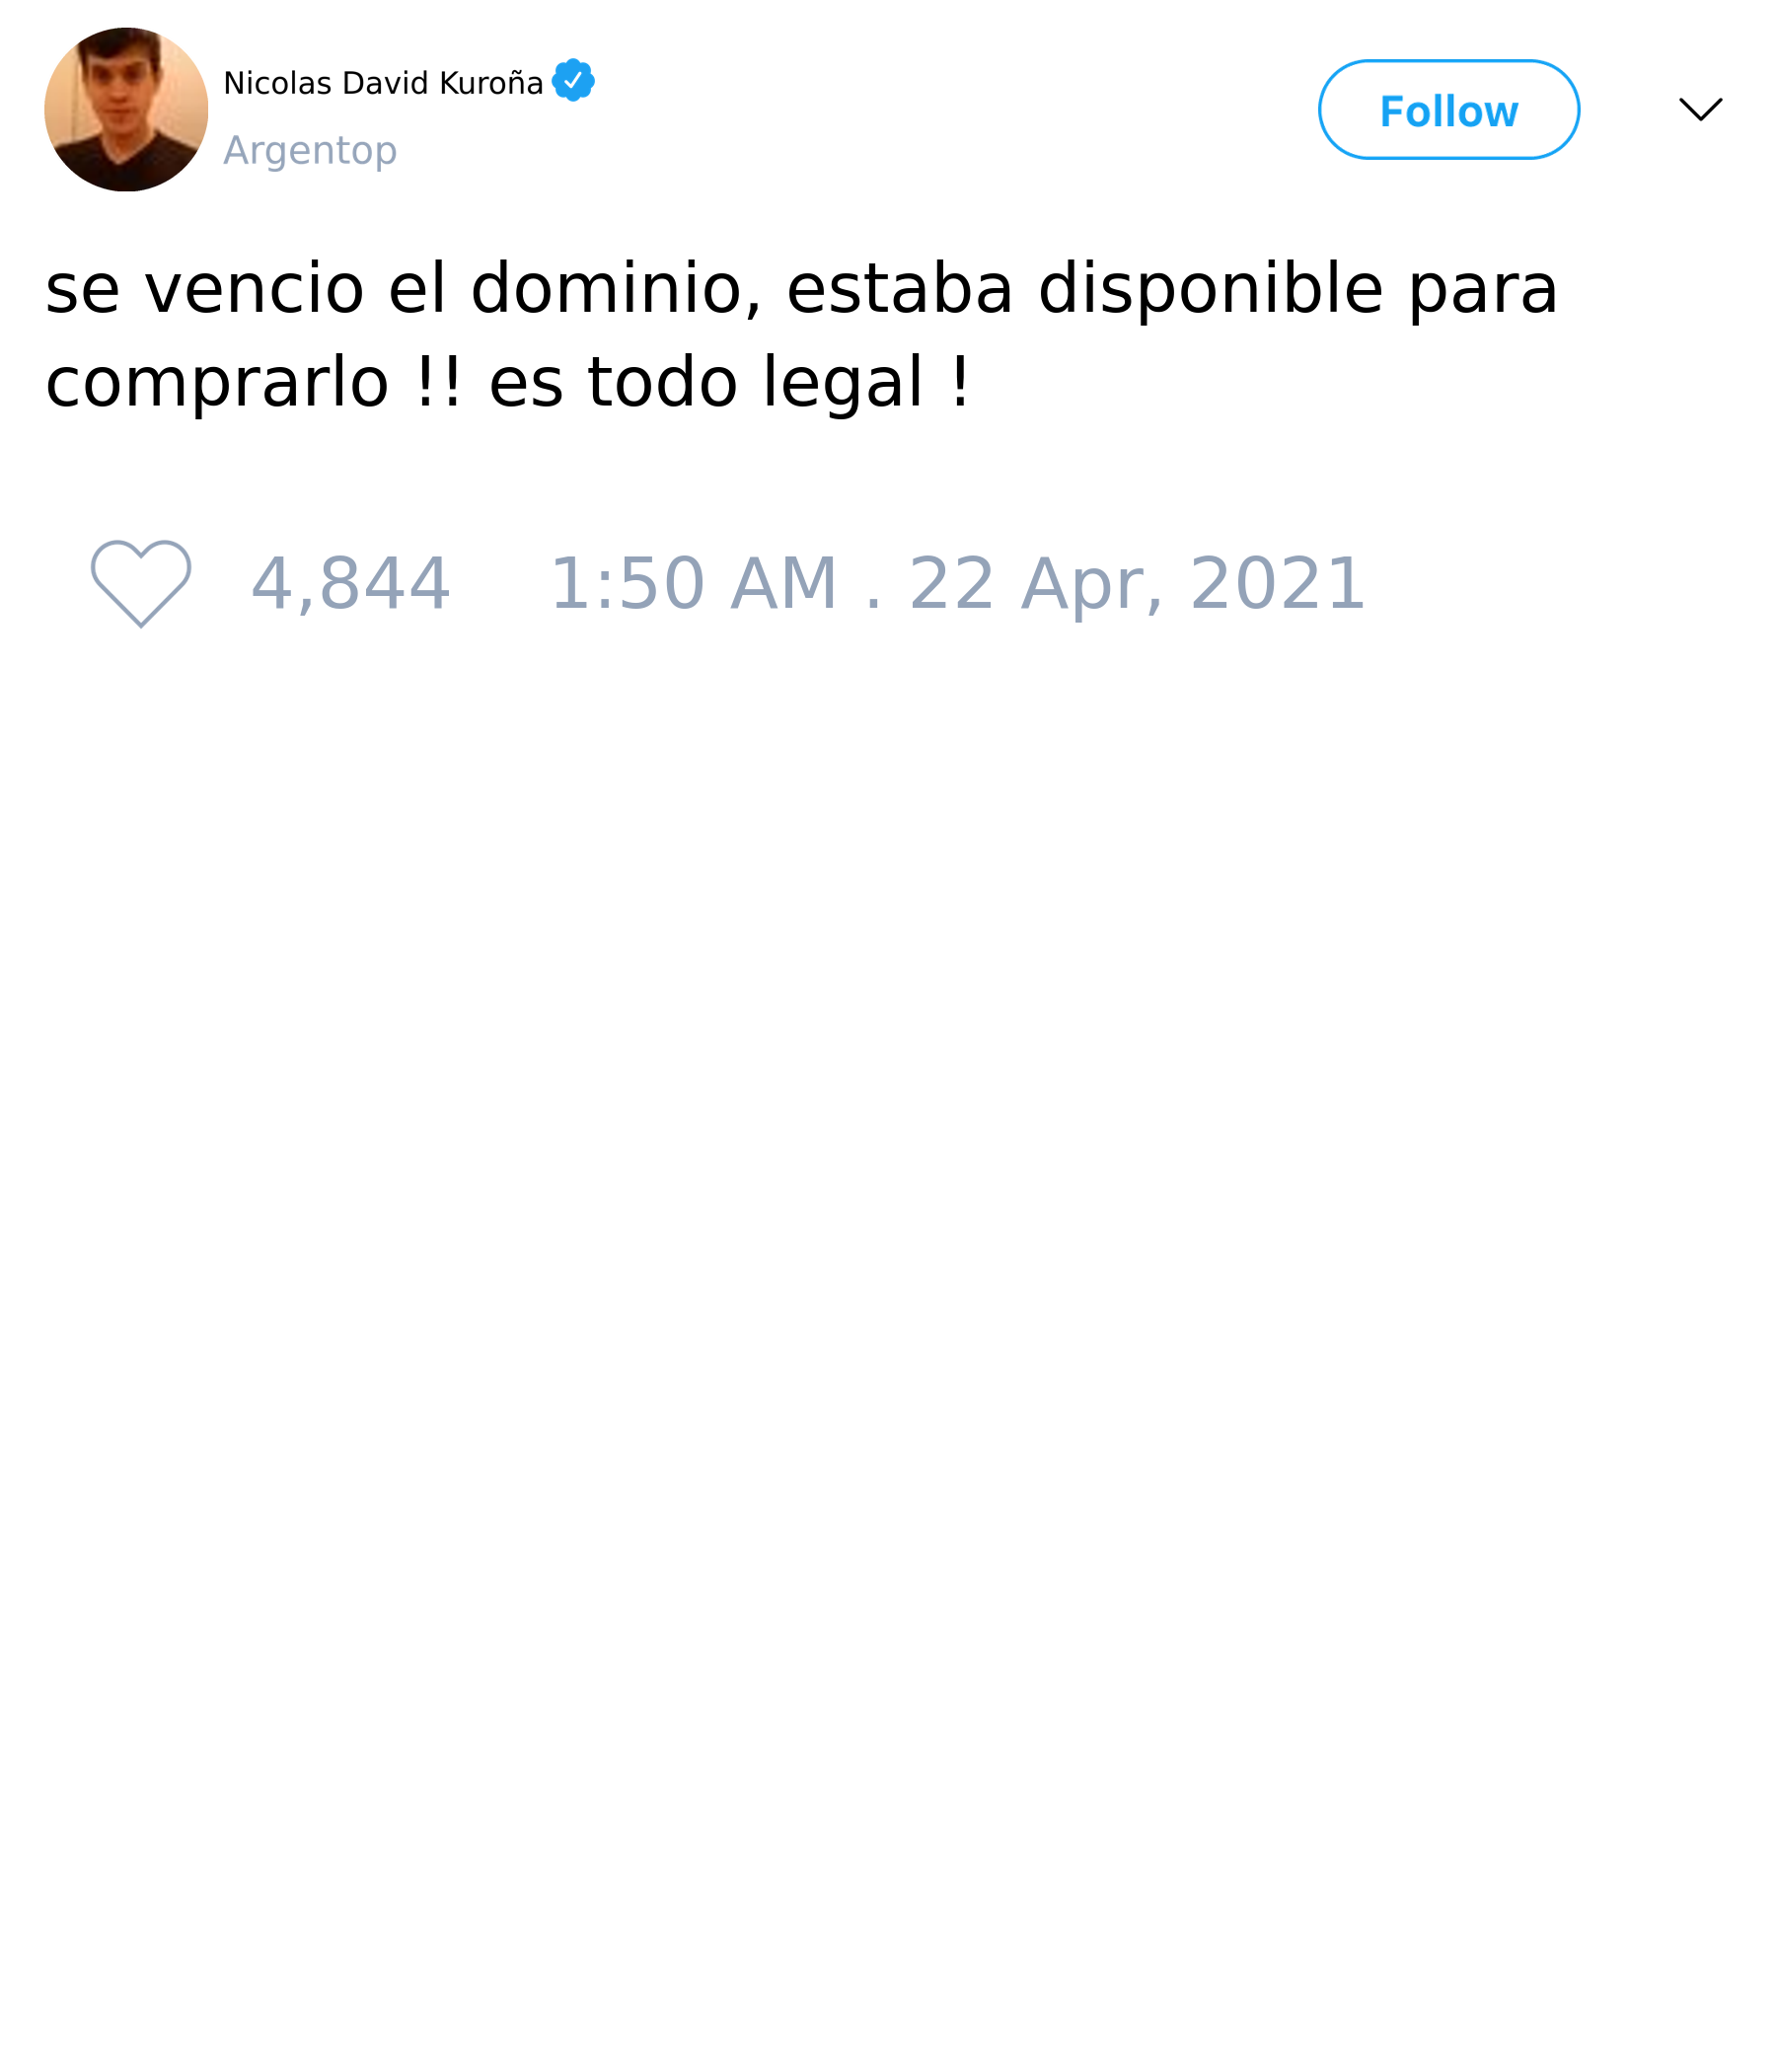 Nicolas David Kuroña
Follow
Argentop
se vencio el dominio, estaba disponible para
comprarlo !! es todo legal !
4,844 1:50 AM . 22 Apr, 2021